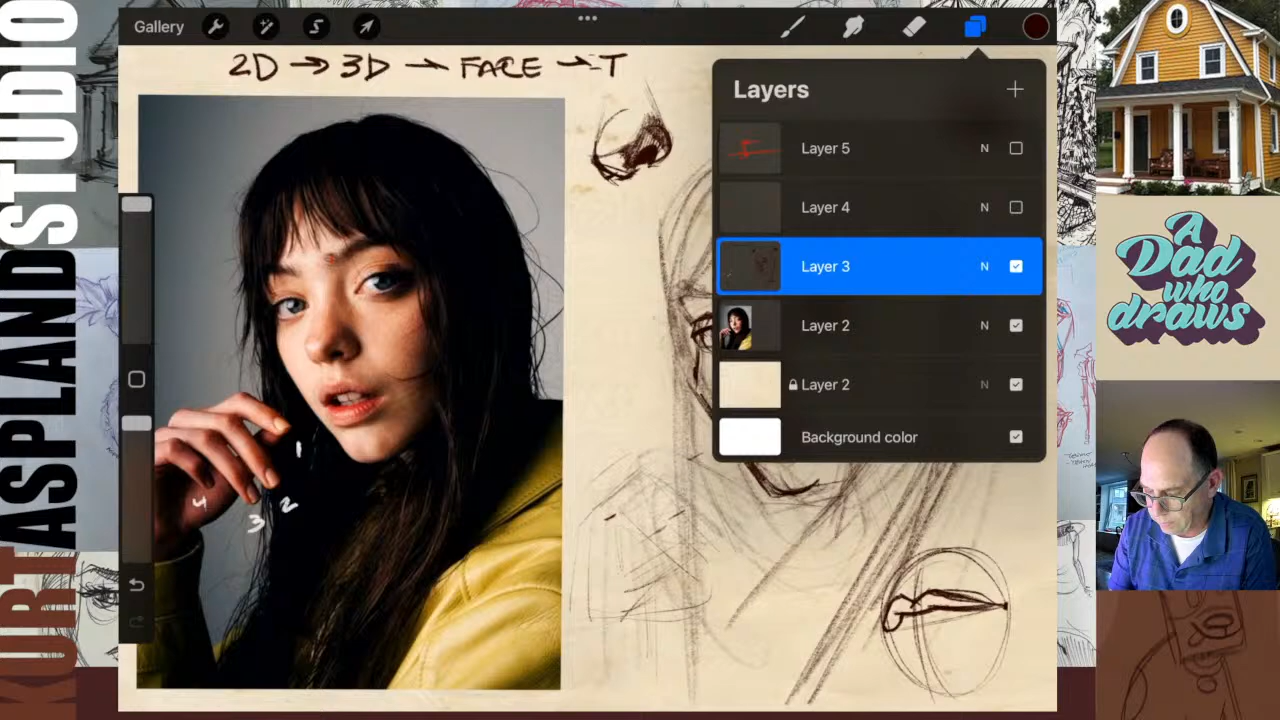 KURT ASPLAND STUDIO
Gallery
2D → 3D → FACE → T
1
2
3
4
Layers
Layer 5 N
Layer 4 N
Layer 3 N
Layer 2 N
Layer 2 N
Background color
A
Dad
who
draws